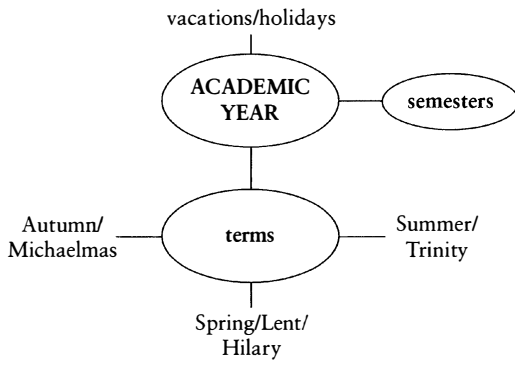 vacations/holidays
ACADEMIC
YEAR
semesters
terms
Autumn/
Michaelmas
Summer/
Trinity
Spring/Lent/
Hilary